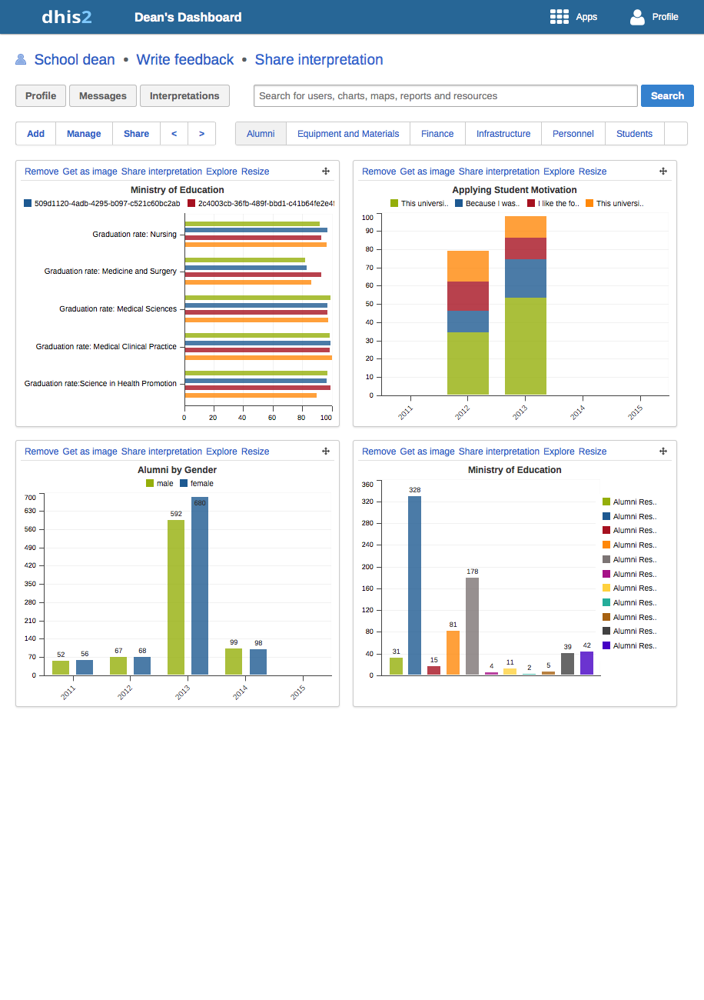 dhis2 Dean's Dashboard Apps Profile
School dean • Write feedback • Share interpretation
Profile Messages Interpretations Search for users, charts, maps, reports and resources Search
Add Manage Share < > Alumni Equipment and Materials Finance Infrastructure Personnel Students
Remove Get as image Share interpretation Explore Resize
Ministry of Education
509d1120-4adb-4295-b097-c521c60bc2ab 2c4003cb-36fb-489f-bbd1-c41b64fe2e4
Graduation rate: Nursing
Graduation rate: Medicine and Surgery
Graduation rate: Medical Sciences
Graduation rate: Medical Clinical Practice
Graduation rate:Science in Health Promotion
0 20 40 60 80 100
Remove Get as image Share interpretation Explore Resize
Applying Student Motivation
This universi.. Because I was.. I like the fo.. This universi..
100
90
80
70
60
50
40
30
20
10
0
2011 2012 2013 2014 2015
Remove Get as image Share interpretation Explore Resize
Alumni by Gender
male female
700
630
560
490
420
350
280
210
140
70
0
52 56 67 68 592 680 99 98
2011 2012 2013 2014 2015
Remove Get as image Share interpretation Explore Resize
Ministry of Education
360
320
280
240
200
160
120
80
40
0
31 328 15 81 178 4 11 2 5 39 42
Alumni Res..
Alumni Res..
Alumni Res..
Alumni Res..
Alumni Res..
Alumni Res..
Alumni Res..
Alumni Res..
Alumni Res..
Alumni Res..
Alumni Res..